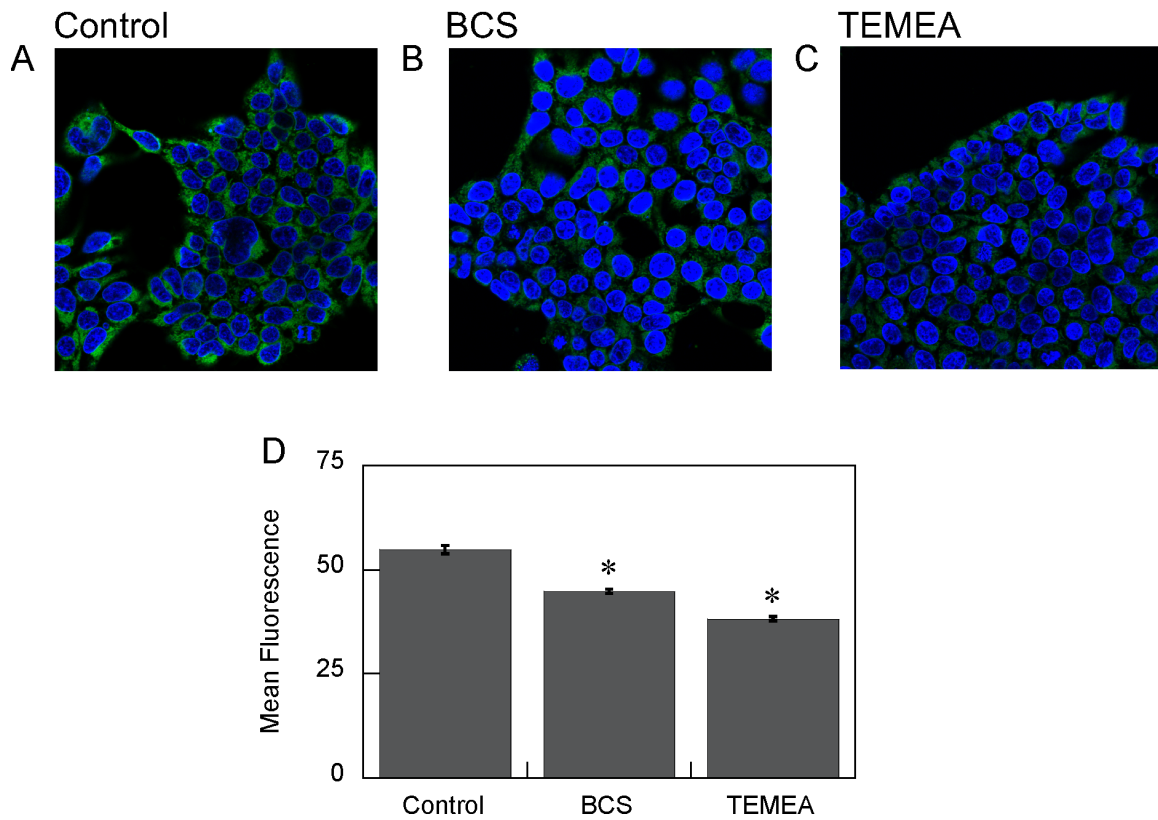 Control
BCS
TEMEA
A
B
C
D
75
50
25
0
Mean Fluorescence
*
*
Control
BCS
TEMEA